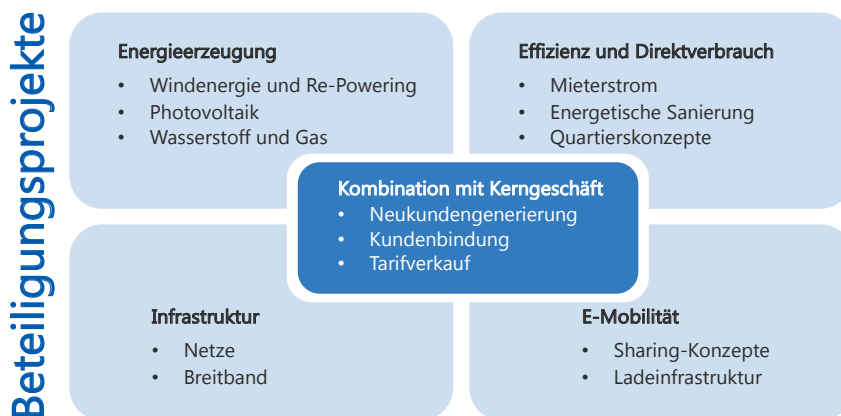 Beteiligungsprojekte
Energieerzeugung
• Windenergie und Re-Powering
• Photovoltaik
• Wasserstoff und Gas
Effizienz und Direktverbrauch
• Mieterstrom
• Energetische Sanierung
• Quartierskonzepte
Kombination mit Kerngeschäft
• Neukundengenerierung
• Kundenbindung
• Tarifverkauf
Infrastruktur
• Netze
• Breitband
E-Mobilität
• Sharing-Konzepte
• Ladeinfrastruktur